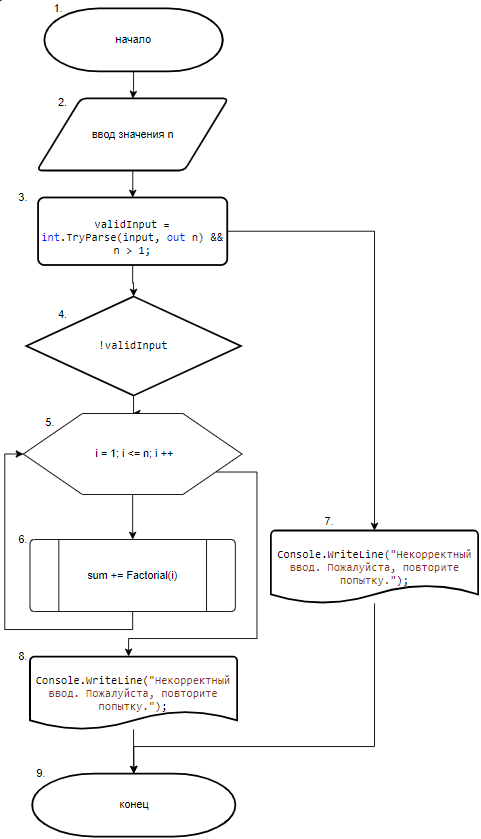 1.
начало
2.
ввод значения n
3.
validInput =
int.TryParse(input, out n) &&
n > 1;
4.
!validInput
5.
i = 1; i <= n; i ++
6.
sum += Factorial(i)
7.
Console.WriteLine("Некорректный
ввод. Пожалуйста, повторите
попытку.");
8.
Console.WriteLine("Некорректный
ввод. Пожалуйста, повторите
попытку.");
9.
конец